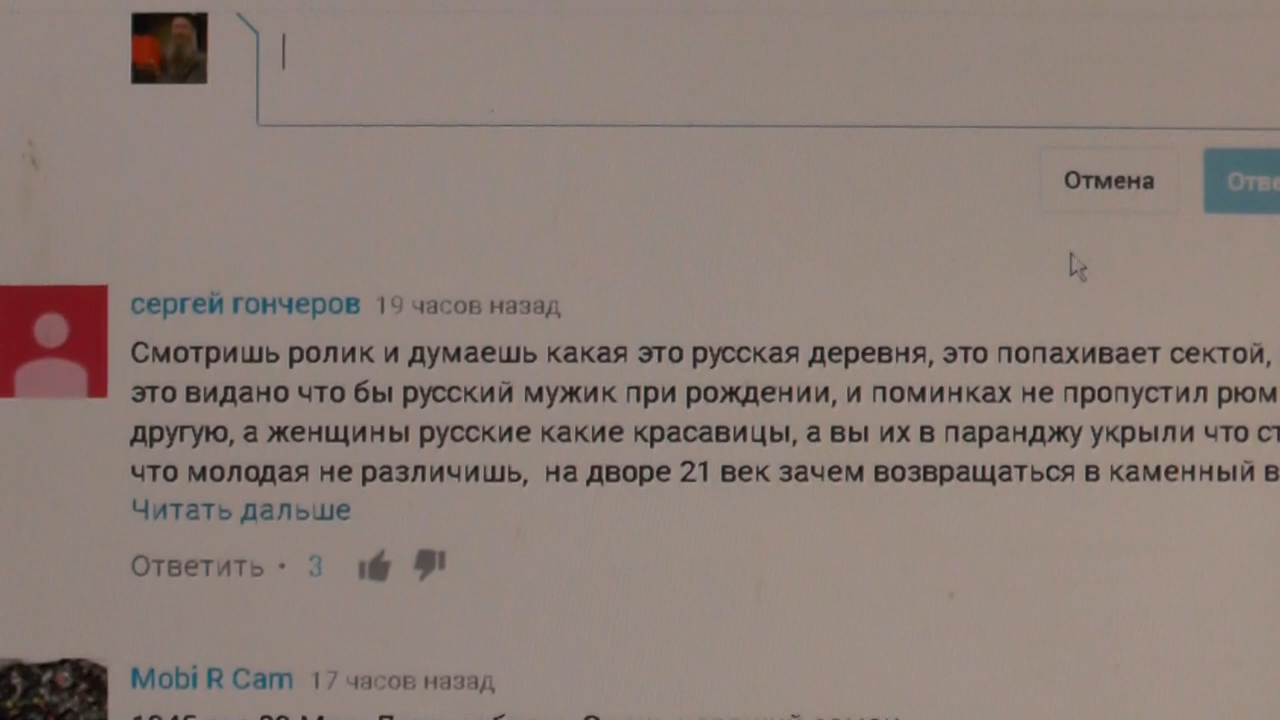 Отмена
сергей гончеров 19 часов назад
Смотришь ролик и думаешь какая это русская деревня, это попахивает сектой,
это видано что бы русский мужик при рождении, и поминках не пропустил
другую, а женщины русские какие красавицы, а вы их в паранджу укрыли что
что молодая не различишь, на дворе 21 век зачем возвращаться в каменный
Читать дальше
Ответить • 3
Mobi R Cam 17 часов назад